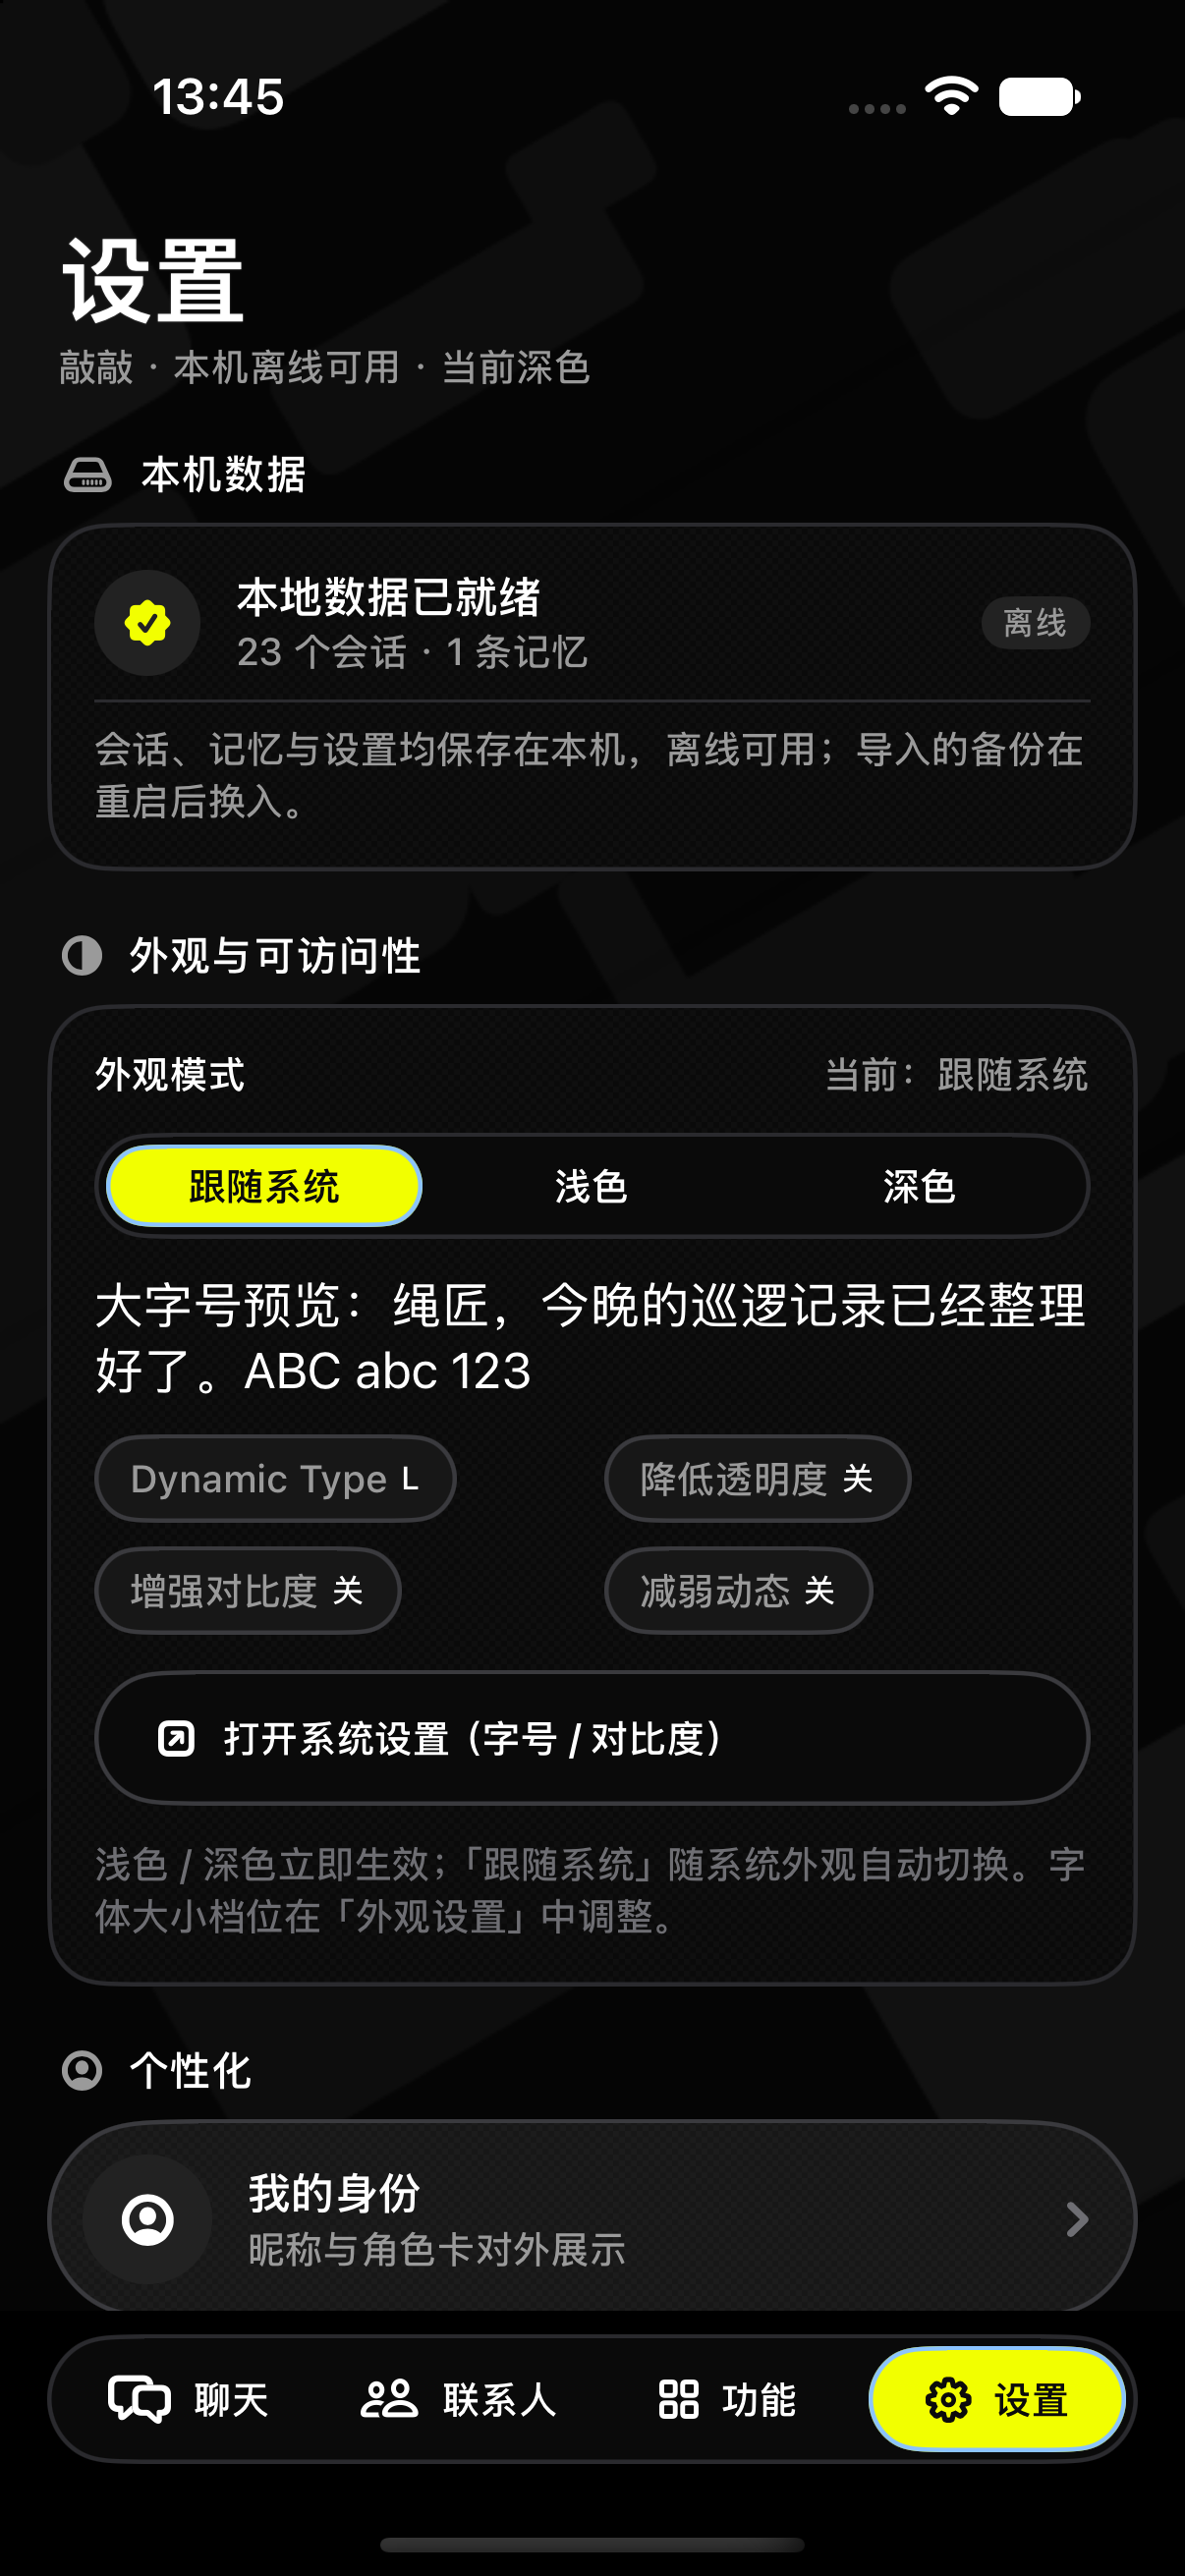 13:45
设置
敲敲 · 本机离线可用 · 当前深色
本机数据
本地数据已就绪
23 个会话 · 1 条记忆
离线
会话、记忆与设置均保存在本机，离线可用；导入的备份在
重启后换入。
外观与可访问性
外观模式
当前：跟随系统
跟随系统
浅色
深色
大字号预览：绳匠，今晚的巡逻记录已经整理
好了。ABC abc 123
Dynamic Type L
降低透明度 关
增强对比度 关
减弱动态 关
打开系统设置（字号 / 对比度）
浅色 / 深色立即生效；「跟随系统」随系统外观自动切换。字
体大小档位在「外观设置」中调整。
个性化
我的身份
昵称与角色卡对外展示
聊天
联系人
功能
设置